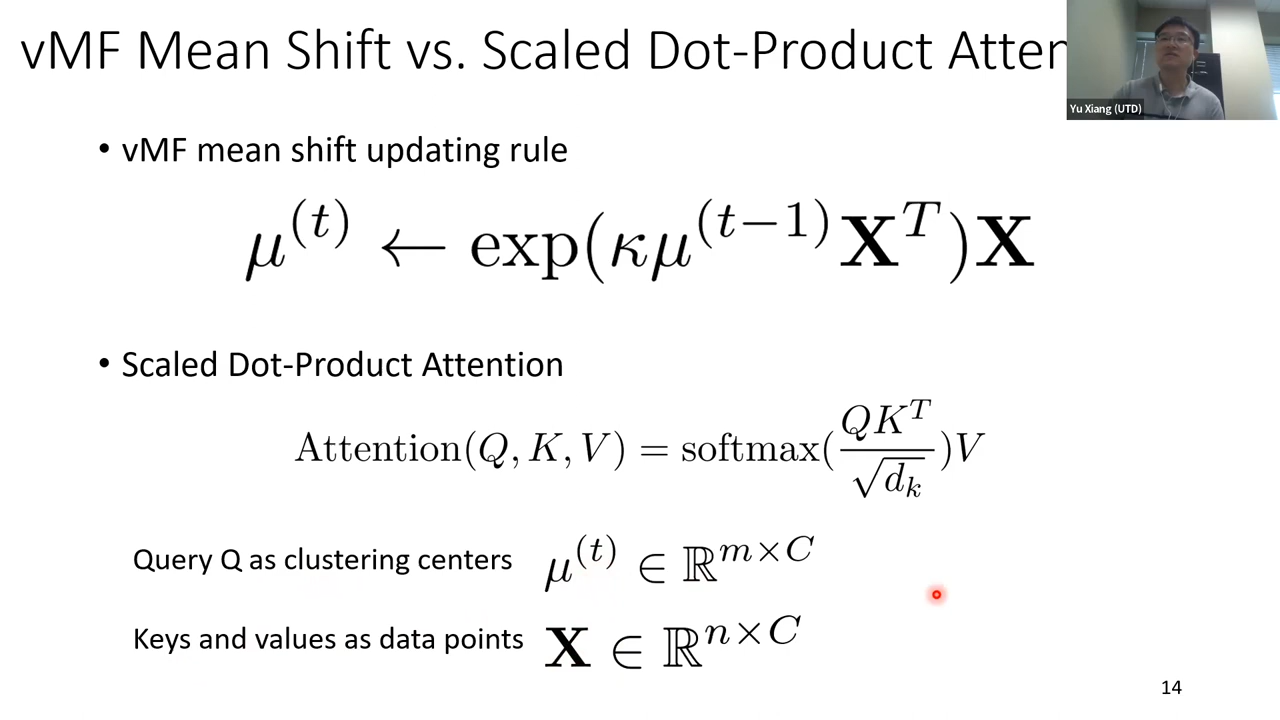 vMF Mean Shift vs. Scaled Dot-Product Atten
Yu Xiang (UTD)
• vMF mean shift updating rule
μ^(t) ← exp(κμ^(t−1)X^T)X
• Scaled Dot-Product Attention
Attention(Q, K, V) = softmax(QK^T/√d_k)V
Query Q as clustering centers μ^(t) ∈ ℝ^{m×C}
Keys and values as data points X ∈ ℝ^{n×C}
14